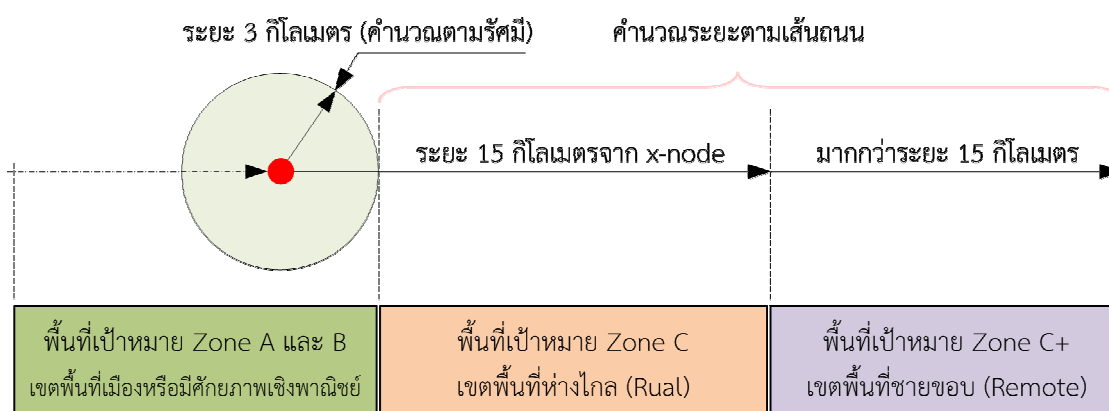 ระยะ 3 กิโลเมตร (คำนวณตามรัศมี)
คำนวณระยะตามเส้นถนน
ระยะ 15 กิโลเมตรจาก x-node
มากกว่าระยะ 15 กิโลเมตร
พื้นที่เป้าหมาย Zone A และ B
เขตพื้นที่เมืองหรือมีศักยภาพเชิงพาณิชย์
พื้นที่เป้าหมาย Zone C
เขตพื้นที่ห่างไกล (Rual)
พื้นที่เป้าหมาย Zone C+
เขตพื้นที่ชายขอบ (Remote)